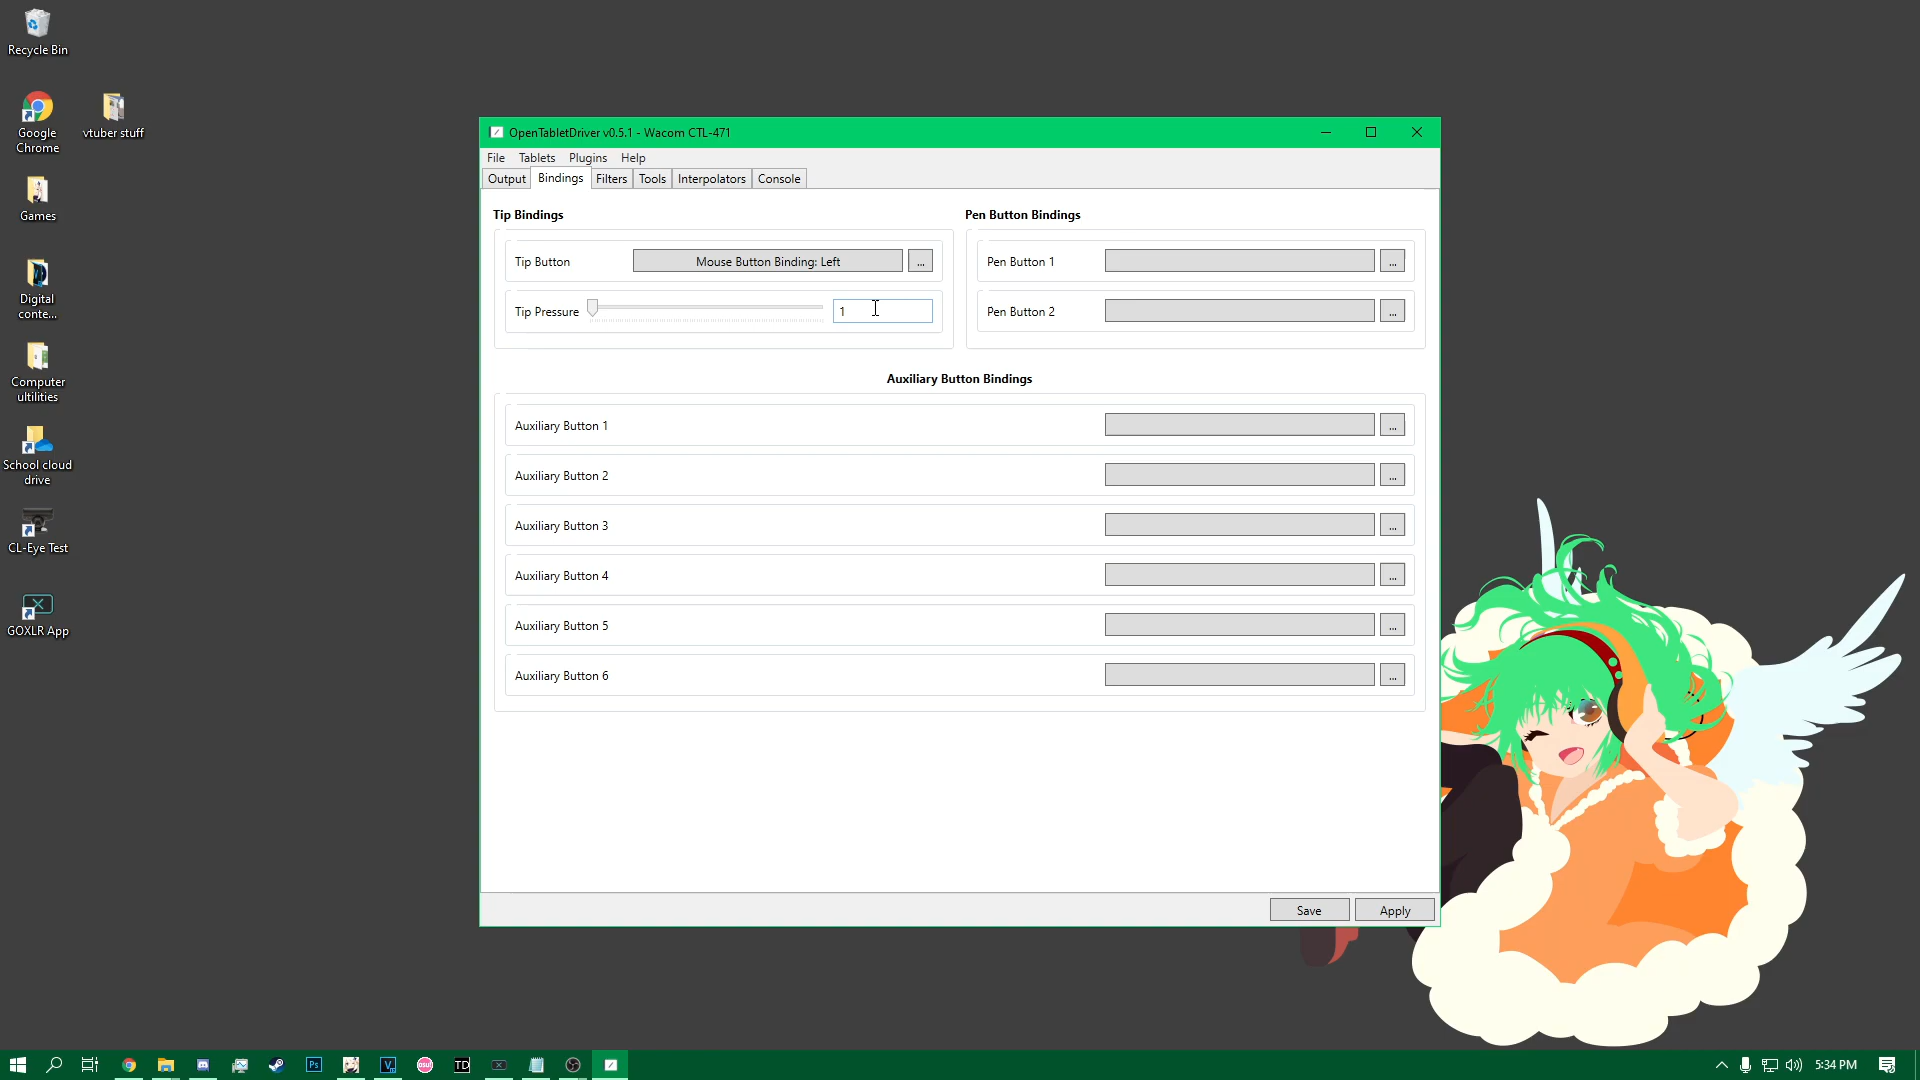 Recycle Bin
Google
Chrome
vtuber stuff
Games
Digital
conte...
Computer
ultilities
School cloud
drive
CL-Eye Test
GOXLR App
OpenTabletDriver v0.5.1 - Wacom CTL-471
File Tablets Plugins Help
Output Bindings Filters Tools Interpolators Console
Tip Bindings
Tip Button Mouse Button Binding: Left ...
Tip Pressure 1
Pen Button Bindings
Pen Button 1 ...
Pen Button 2 ...
Auxiliary Button Bindings
Auxiliary Button 1 ...
Auxiliary Button 2 ...
Auxiliary Button 3 ...
Auxiliary Button 4 ...
Auxiliary Button 5 ...
Auxiliary Button 6 ...
Save Apply
Ps
osu!
TD
5:34 PM